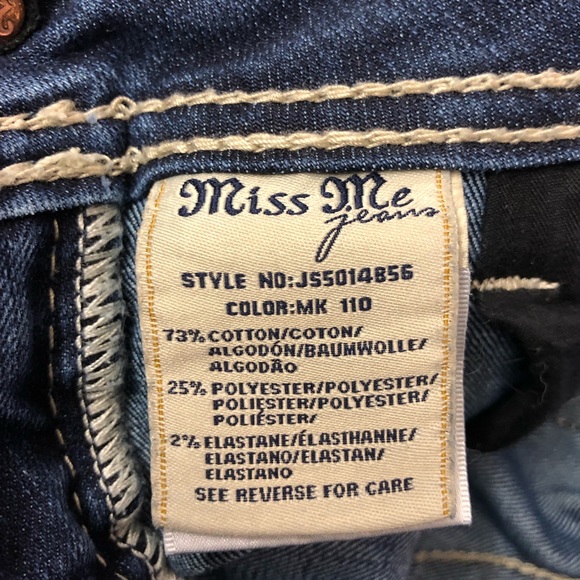 Miss Me
jeans
STYLE NO:JS5014B56
COLOR:MK 110
73% COTTON/COTON/
ALGODÓN/BAUMWOLLE/
ALGODÃO
25% POLYESTER/POLYESTER/
POLIÉSTER/POLYESTER/
POLIÉSTER/
2% ELASTANE/ÉLASTHANNE/
ELASTANO/ELASTAN/
ELASTANO
SEE REVERSE FOR CARE